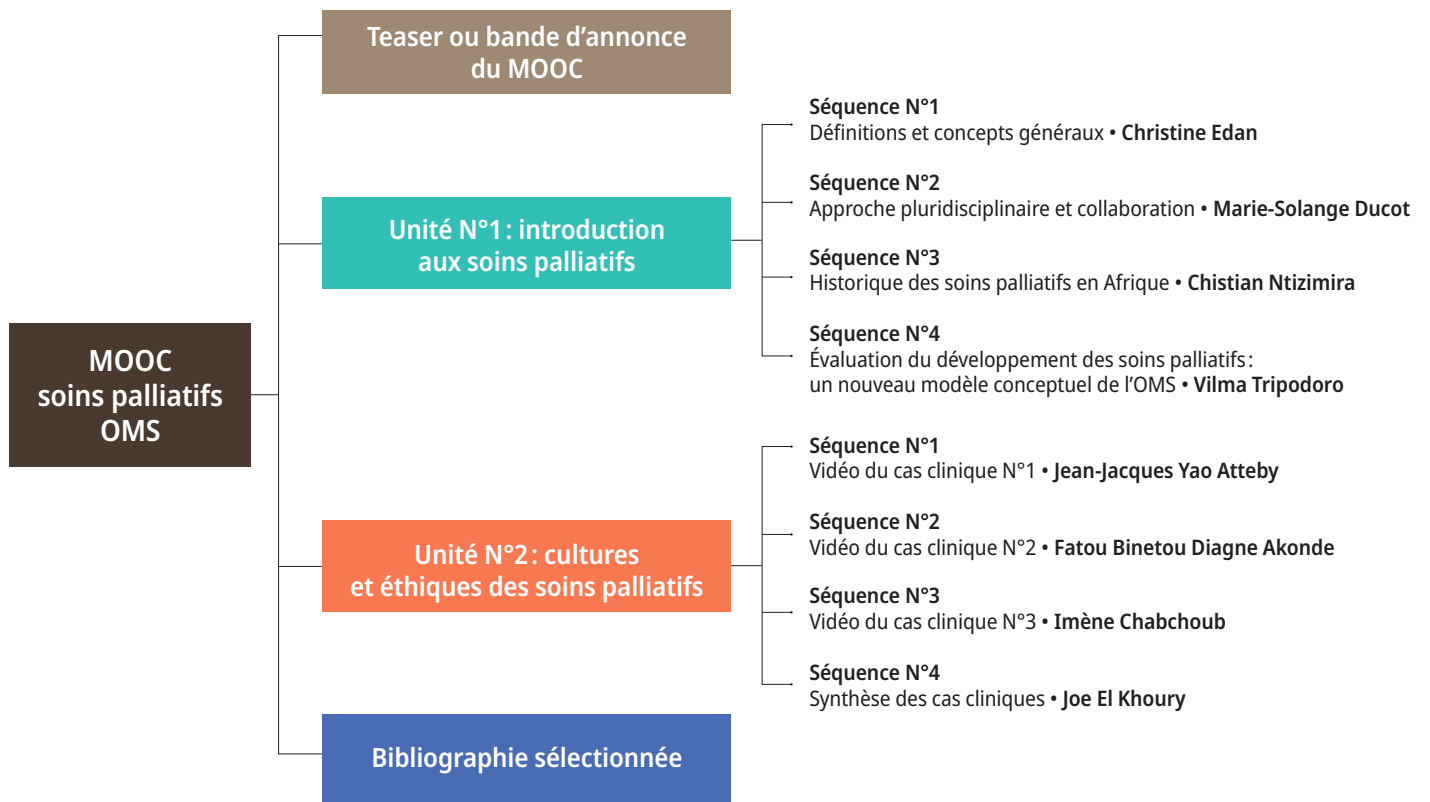 MOOC
soins palliatifs
OMS
Teaser ou bande d’annonce
du MOOC
Unité N°1 : introduction
aux soins palliatifs
Séquence N°1
Définitions et concepts généraux • Christine Edan
Séquence N°2
Approche pluridisciplinaire et collaboration • Marie-Solange Ducot
Séquence N°3
Historique des soins palliatifs en Afrique • Chistian Ntizimira
Séquence N°4
Évaluation du développement des soins palliatifs :
un nouveau modèle conceptuel de l’OMS • Vilma Tripodoro
Unité N°2 : cultures
et éthiques des soins palliatifs
Séquence N°1
Vidéo du cas clinique N°1 • Jean-Jacques Yao Atteby
Séquence N°2
Vidéo du cas clinique N°2 • Fatou Binetou Diagne Akonde
Séquence N°3
Vidéo du cas clinique N°3 • Imène Chabchoub
Séquence N°4
Synthèse des cas cliniques • Joe El Khoury
Bibliographie sélectionnée